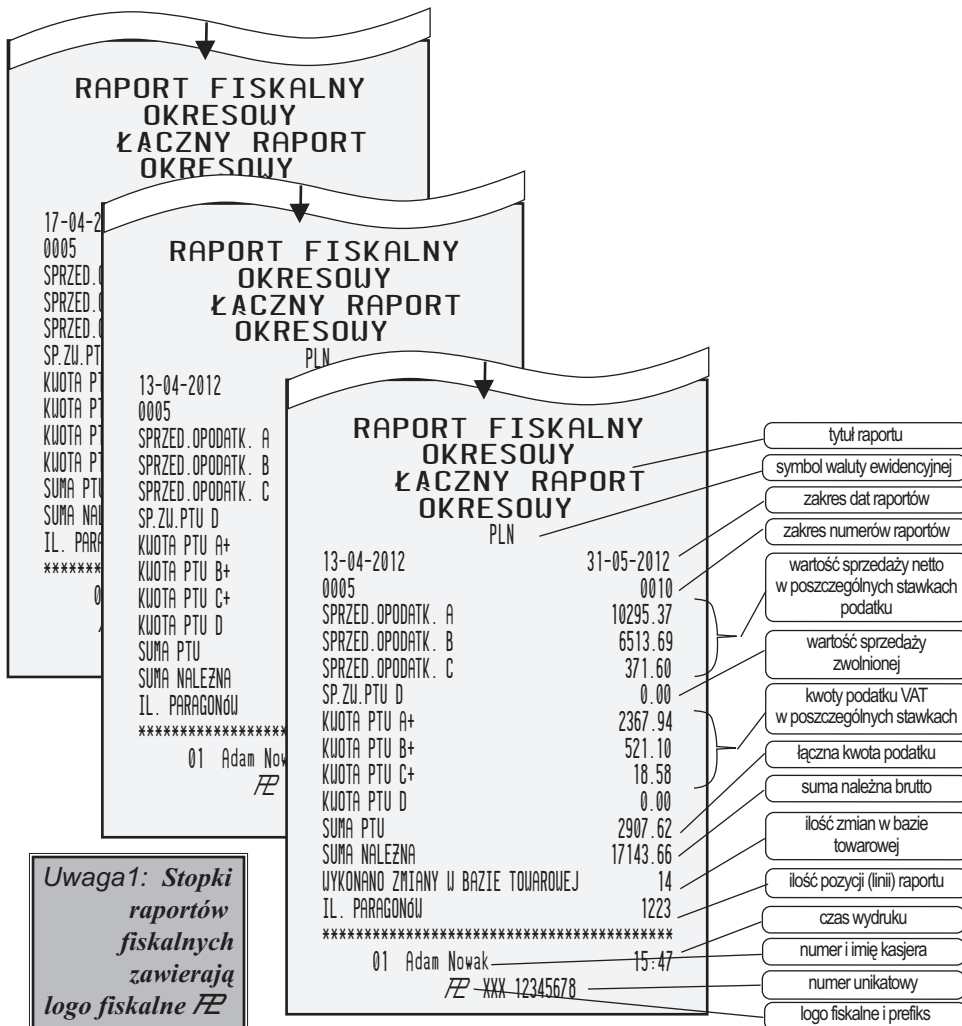 RAPORT FISKALNY
OKRESOWY
ŁĄCZNY RAPORT
OKRESOWY
17-04-2
0005
SPRZED.O
SPRZED.O
SPRZED.O
SP.ZW.PT
KWOTA PT
KWOTA PT
KWOTA PT
KWOTA PT
SUMA PTU
SUMA NAL
IL. PARA
*******
0
RAPORT FISKALNY
OKRESOWY
ŁĄCZNY RAPORT
OKRESOWY
PLN
13-04-2012
0005
SPRZED.OPODATK. A
SPRZED.OPODATK. B
SPRZED.OPODATK. C
SP.ZW.PTU D
KWOTA PTU A+
KWOTA PTU B+
KWOTA PTU C+
KWOTA PTU D
SUMA PTU
SUMA NALEŻNA
IL. PARAGONÓW
******************
01 Adam Now
RAPORT FISKALNY
OKRESOWY
ŁĄCZNY RAPORT
OKRESOWY
PLN
13-04-2012 31-05-2012
0005 0010
SPRZED.OPODATK. A 10295.37
SPRZED.OPODATK. B 6513.69
SPRZED.OPODATK. C 371.60
SP.ZW.PTU D 0.00
KWOTA PTU A+ 2367.94
KWOTA PTU B+ 521.10
KWOTA PTU C+ 18.58
KWOTA PTU D 0.00
SUMA PTU 2907.62
SUMA NALEŻNA 17143.66
WYKONANO ZMIANY W BAZIE TOWAROWEJ 14
IL. PARAGONÓW 1223
******************************************
01 Adam Nowak 15:47
XXX 12345678
tytuł raportu
symbol waluty ewidencyjnej
zakres dat raportów
zakres numerów raportów
wartość sprzedaży netto
w poszczególnych stawkach
podatku
wartość sprzedaży
zwolnionej
kwoty podatku VAT
w poszczególnych stawkach
łączna kwota podatku
suma należna brutto
ilość zmian w bazie
towarowej
ilość pozycji (linii) raportu
czas wydruku
numer i imię kasjera
numer unikatowy
logo fiskalne i prefiks
Uwaga1: Stopki
raportów
fiskalnych
zawierają
logo fiskalne